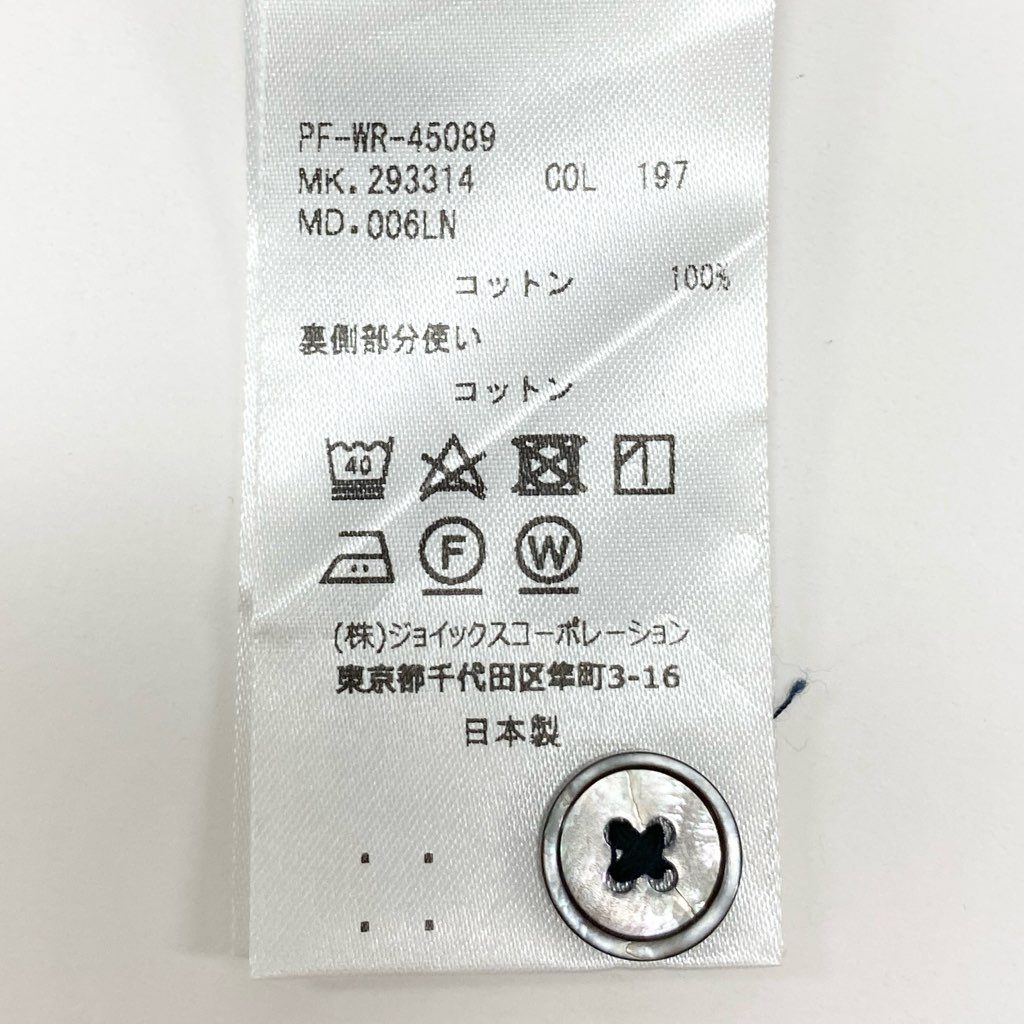 PF-WR-45089
MK.293314 COL 197
MD.006LN
コットン 100%
裏側部分使い
コットン
40
F W
(株)ジョイックスコーポレーション
東京都千代田区隼町3-16
日本製